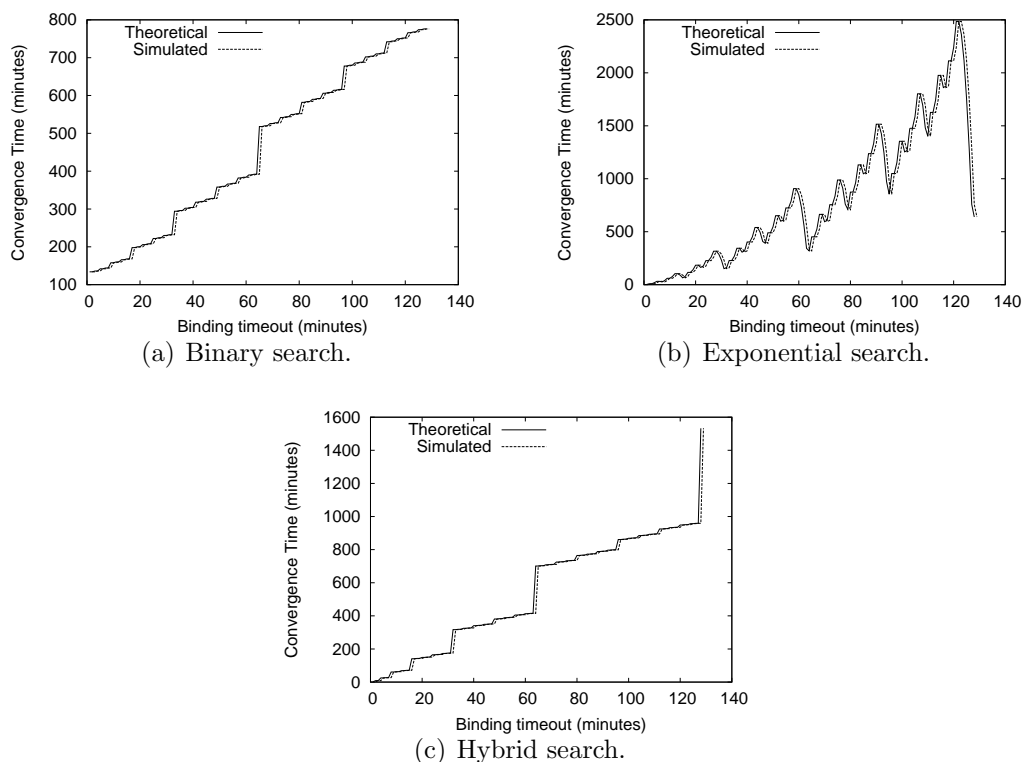 800
700
600
500
400
300
200
100
0 20 40 60 80 100 120 140
Convergence Time (minutes)
Binding timeout (minutes)
Theoretical
Simulated
(a) Binary search.
2500
2000
1500
1000
500
0
0 20 40 60 80 100 120 140
Convergence Time (minutes)
Binding timeout (minutes)
Theoretical
Simulated
(b) Exponential search.
1600
1400
1200
1000
800
600
400
200
0
0 20 40 60 80 100 120 140
Convergence Time (minutes)
Binding timeout (minutes)
Theoretical
Simulated
(c) Hybrid search.